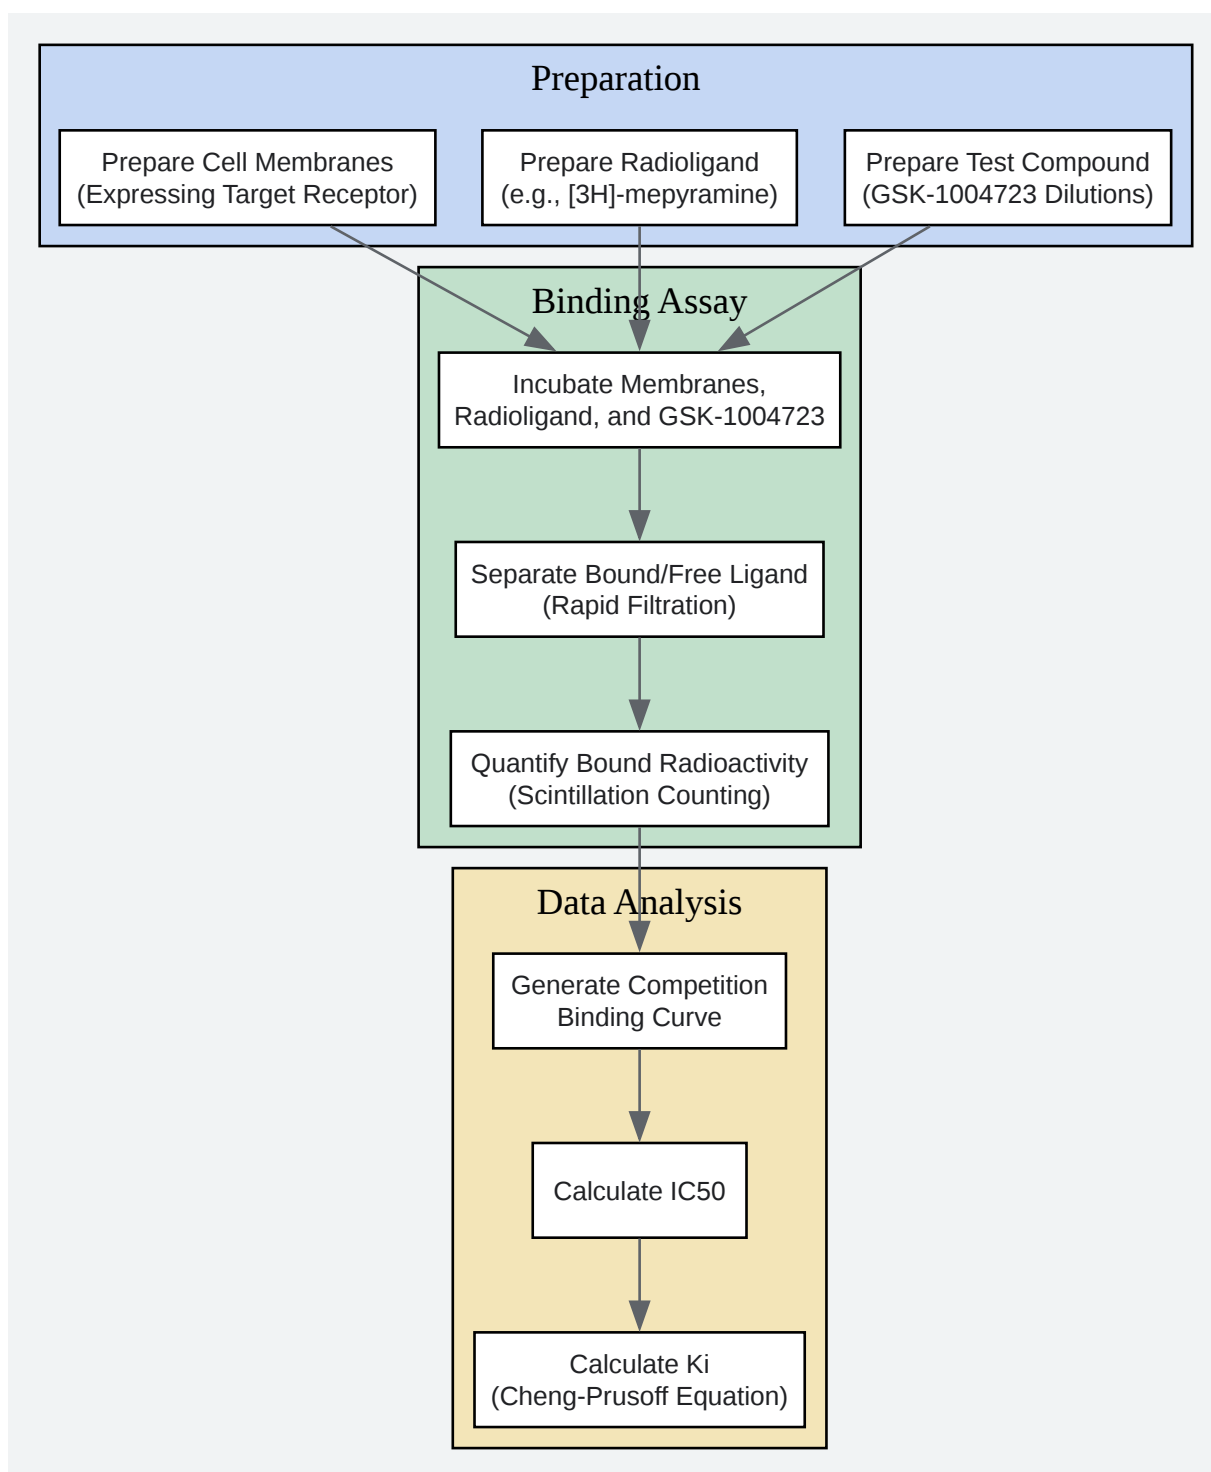 Preparation
Prepare Cell Membranes
(Expressing Target Receptor)
Prepare Radioligand
(e.g., [3H]-mepyramine)
Prepare Test Compound
(GSK-1004723 Dilutions)
Binding Assay
Incubate Membranes,
Radioligand, and GSK-1004723
Separate Bound/Free Ligand
(Rapid Filtration)
Quantify Bound Radioactivity
(Scintillation Counting)
Data Analysis
Generate Competition
Binding Curve
Calculate IC50
Calculate Ki
(Cheng-Prusoff Equation)